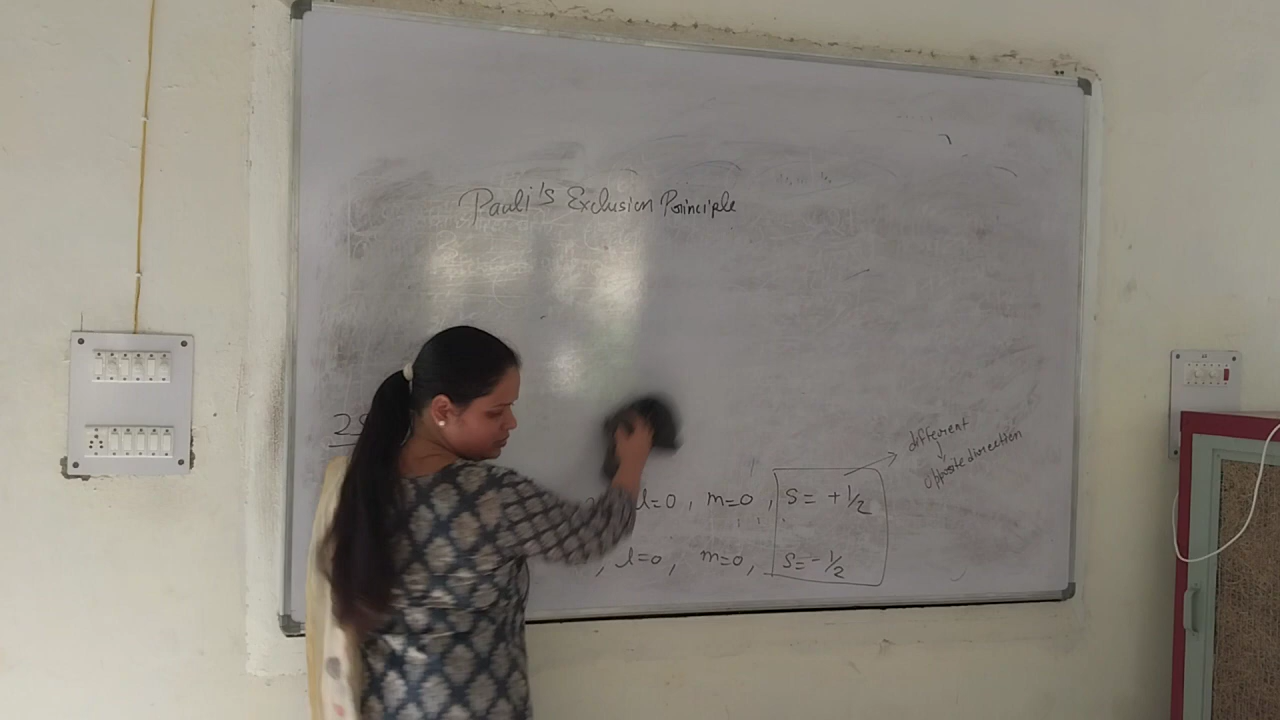 Pauli's Exclusion Principle
different
↓
opposite direction
l=0, m=0, S= +1/2
, l=0, m=0, S=-1/2